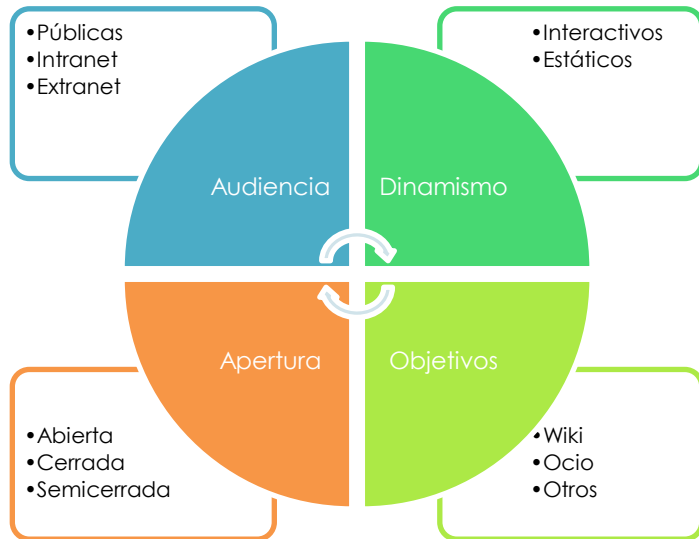 •Públicas
•Intranet
•Extranet
•Interactivos
•Estáticos
Audiencia
Dinamismo
Apertura
Objetivos
•Abierta
•Cerrada
•Semicerrada
•Wiki
•Ocio
•Otros